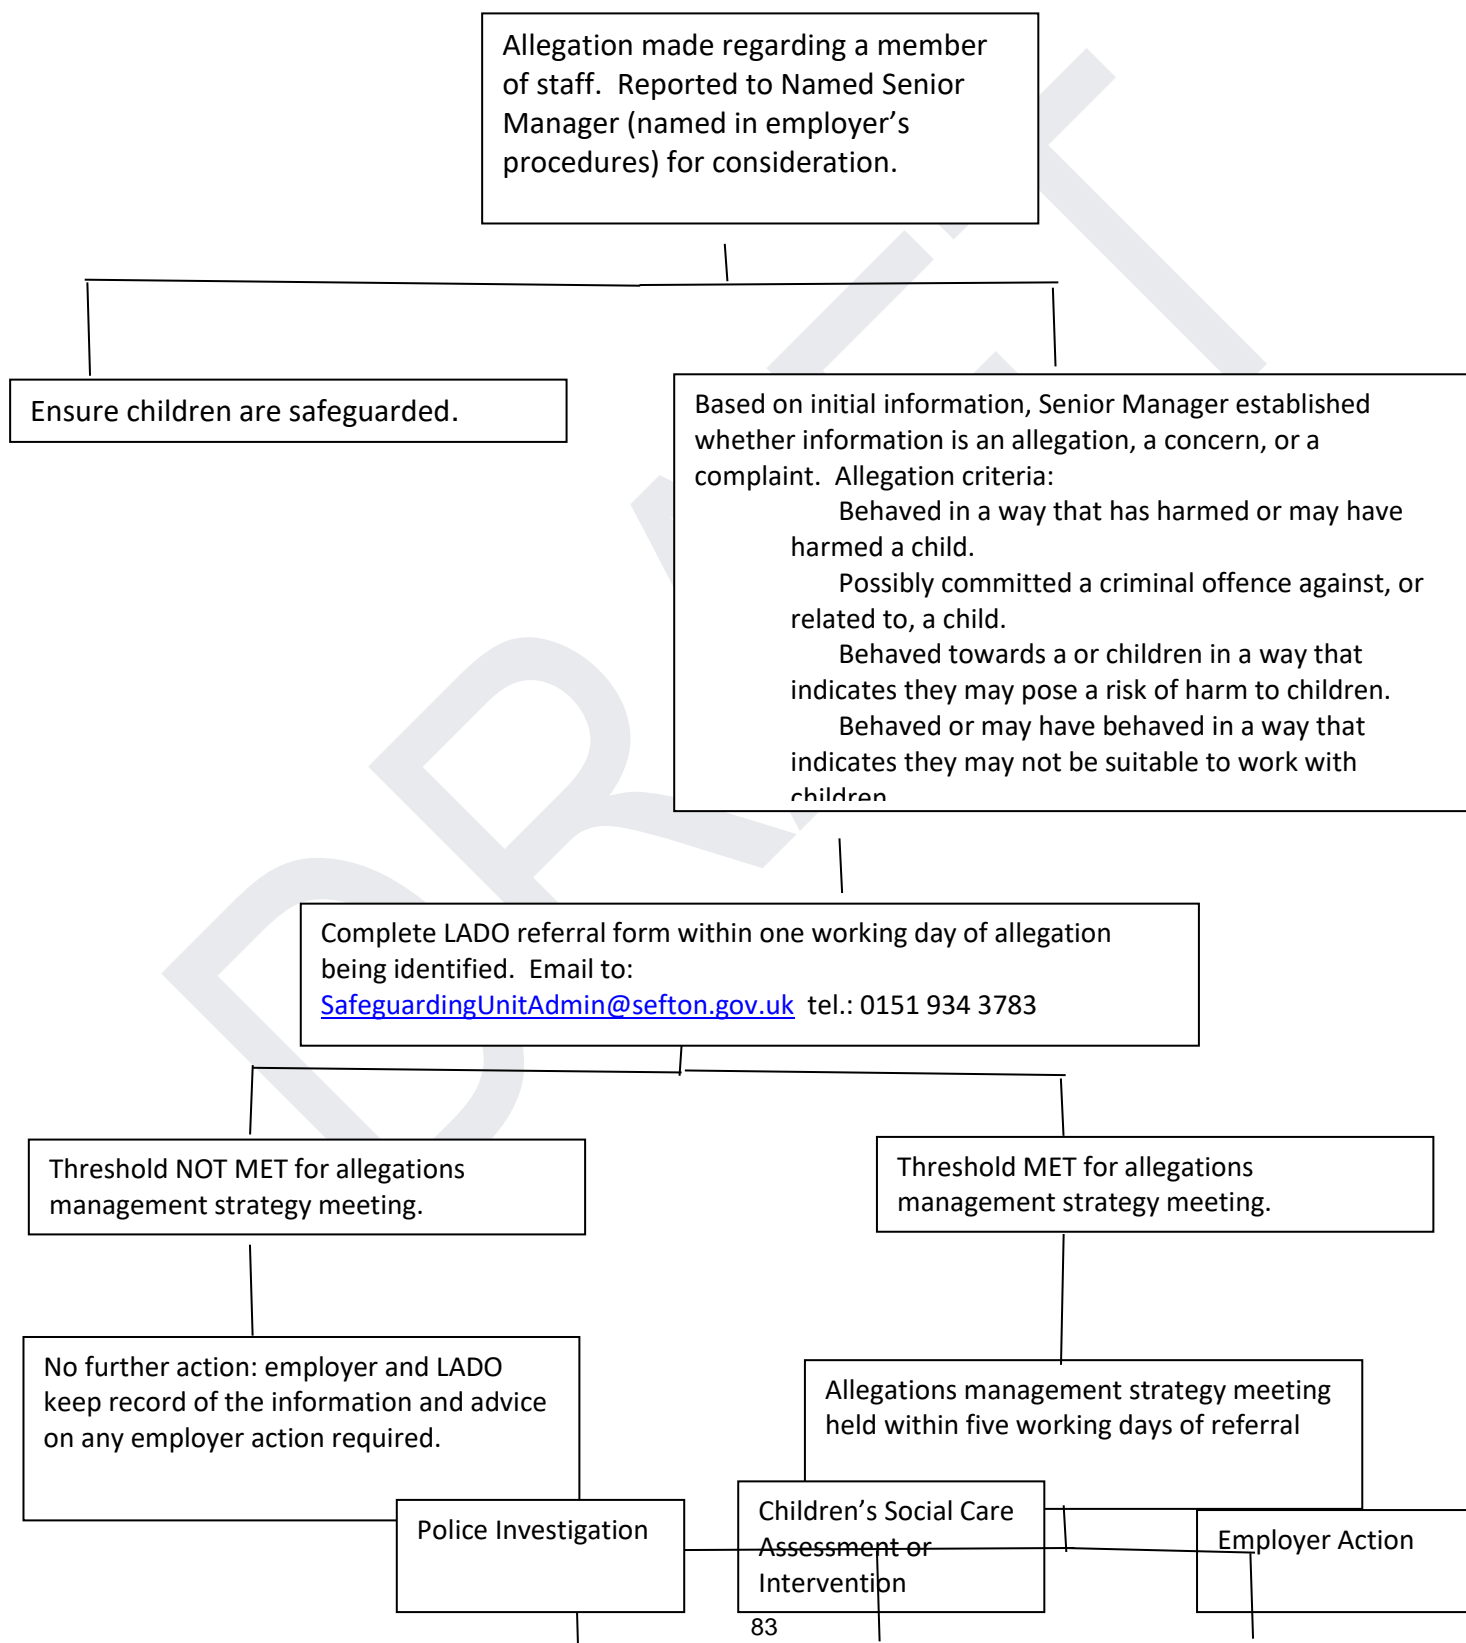 Allegation made regarding a member
of staff.  Reported to Named Senior
Manager (named in employer’s
procedures) for consideration.
Ensure children are safeguarded.
Based on initial information, Senior Manager established
whether information is an allegation, a concern, or a
complaint.  Allegation criteria:
Behaved in a way that has harmed or may have
harmed a child.
Possibly committed a criminal offence against, or
related to, a child.
Behaved towards a or children in a way that
indicates they may pose a risk of harm to children.
Behaved or may have behaved in a way that
indicates they may not be suitable to work with
children
Complete LADO referral form within one working day of allegation
being identified.  Email to:
SafeguardingUnitAdmin@sefton.gov.uk  tel.: 0151 934 3783
Threshold NOT MET for allegations
management strategy meeting.
Threshold MET for allegations
management strategy meeting.
No further action: employer and LADO
keep record of the information and advice
on any employer action required.
Allegations management strategy meeting
held within five working days of referral
Police Investigation
Children’s Social Care
Assessment or
Intervention
Employer Action
83
DRAFT